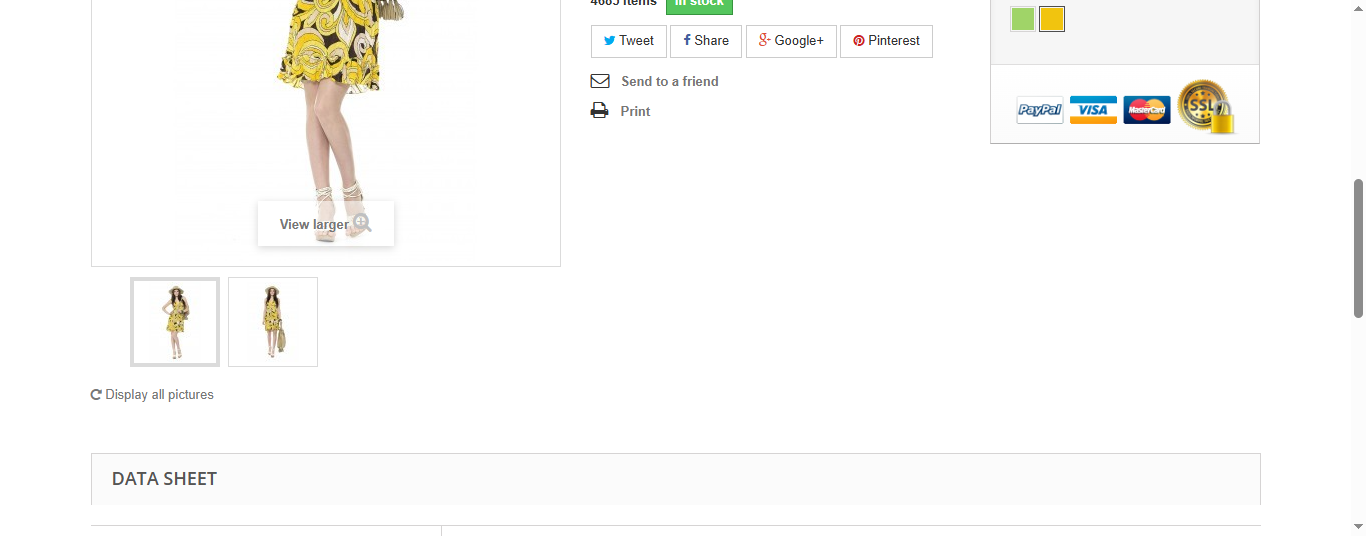 4685 Items In stock
Tweet Share Google+ Pinterest
Send to a friend
Print
PayPal VISA MasterCard SSL
View larger
Display all pictures
DATA SHEET